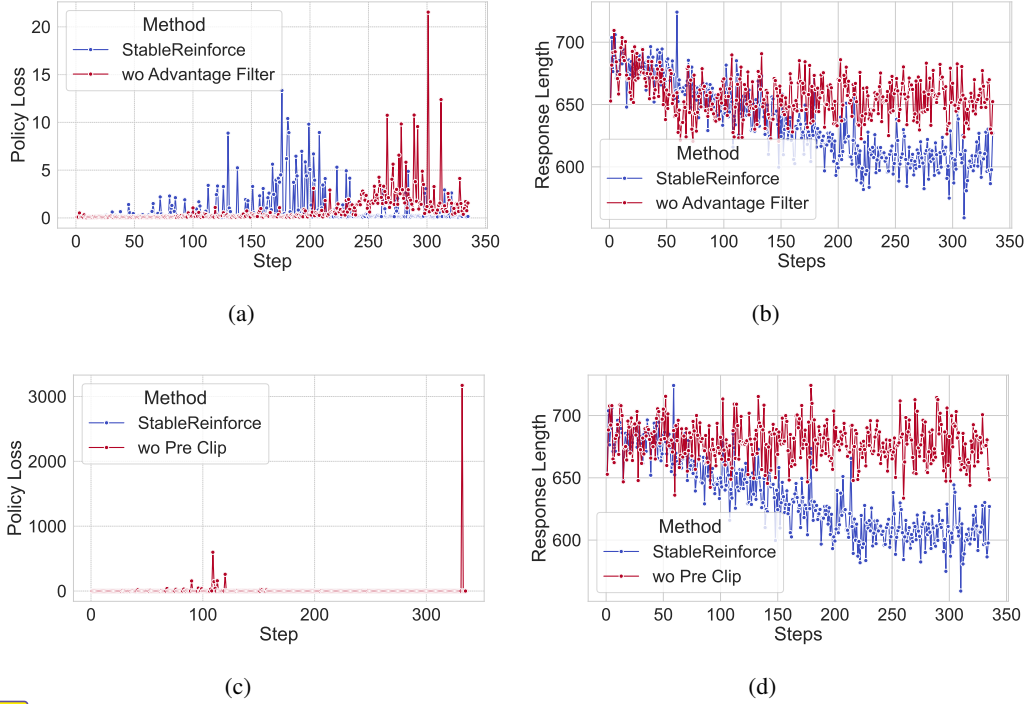 Method
StableReinforce
wo Advantage Filter
Policy Loss
20
15
10
5
0
0 50 100 150 200 250 300 350
Step
(a)
Method
StableReinforce
wo Advantage Filter
Response Length
700
650
600
0 50 100 150 200 250 300 350
Steps
(b)
Method
StableReinforce
wo Pre Clip
Policy Loss
3000
2000
1000
0
0 100 200 300
Step
(c)
Method
StableReinforce
wo Pre Clip
Response Length
700
650
600
0 50 100 150 200 250 300 350
Steps
(d)